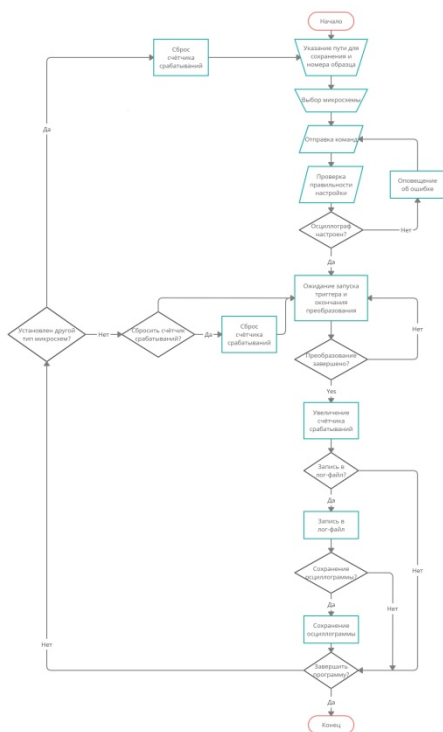 Начало
Сброс
счётчика
срабатываний
Указание пути для
сохранения и
номера образца
Выбор микросхемы
Да
Отправка команд
Проверка
правильности
настройки
Оповещение
об ошибке
Осциллограф
настроен?
Нет
Да
Ожидание запуска
триггера и
окончания
преобразования
Установлен другой
тип микросхем?
Нет
Сбросить счётчие
срабатываний?
Да
Сброс
счётчика
срабатываний
Преобразование
завершено?
Нет
Yes
Увеличение
счётчика
срабатываний
Запись в
лог-файл?
Да
Запись в
лог-файл
Нет
Сохранение
осциллограммы?
Да
Нет
Сохранение
осциллограммы
Нет
Завершить
программу?
Да
Конец